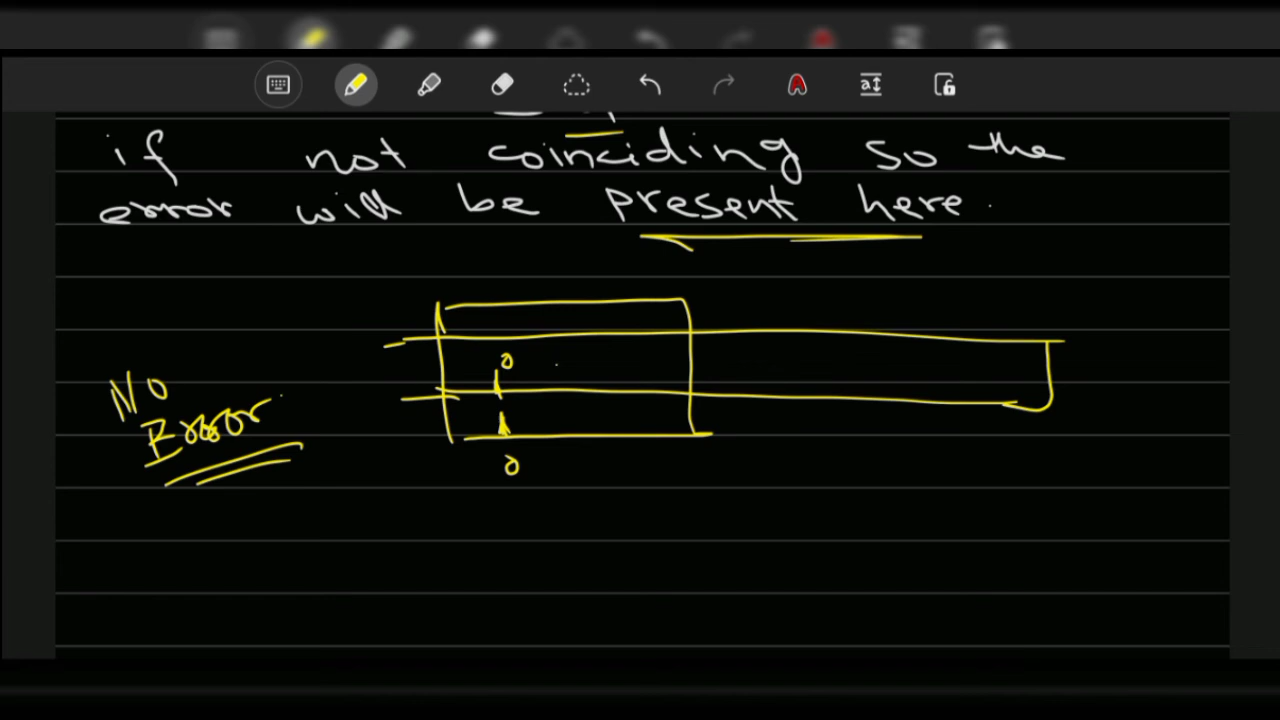 if not coinciding so the
error will be present here.
0
No
Error
0